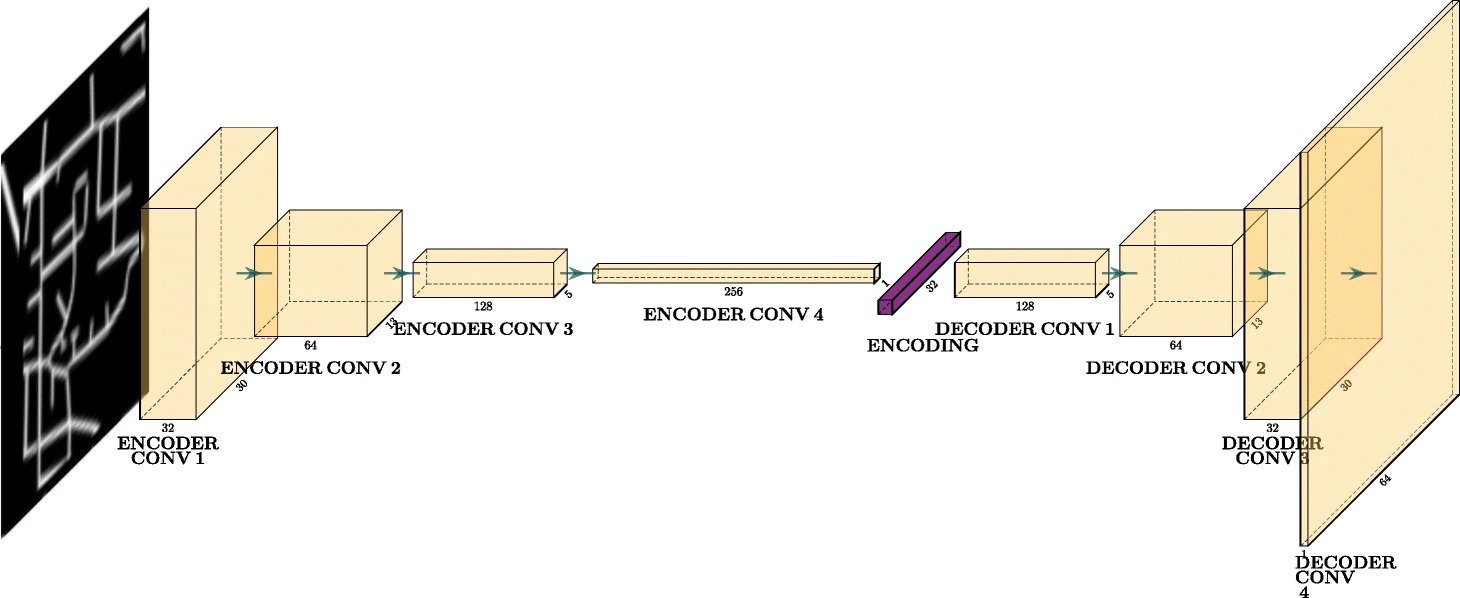 32
30
ENCODER
CONV 1
64
13
ENCODER CONV 2
128
5
ENCODER CONV 3
256
1
ENCODER CONV 4
32
ENCODING
128
5
DECODER CONV 1
64
13
DECODER CONV 2
32
30
DECODER
CONV 3
1
64
DECODER
CONV
4